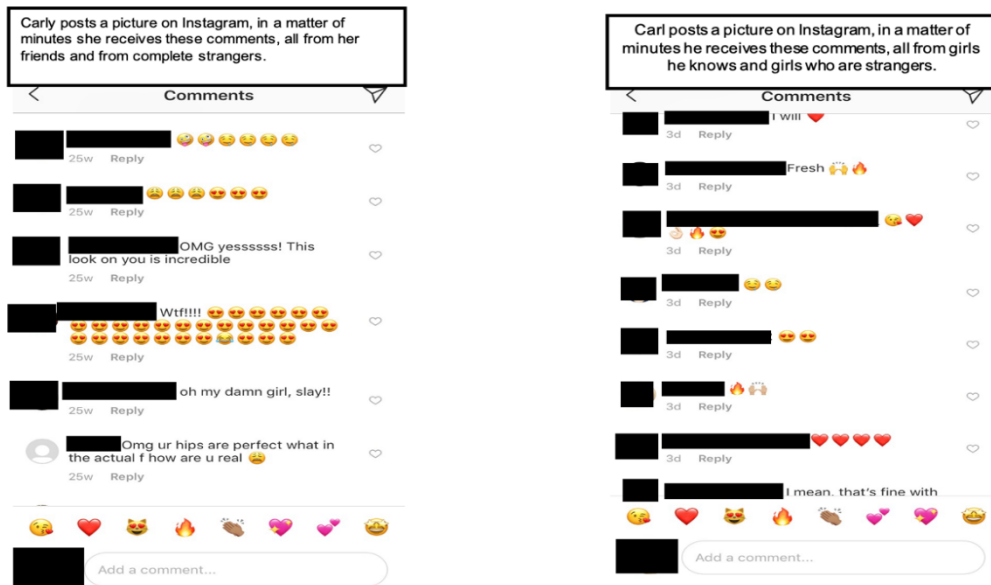 Carly posts a picture on Instagram, in a matter of
minutes she receives these comments, all from her
friends and from complete strangers.
Comments
🤪🤪😏😏😏😏
25w Reply
😩😩😩😍😍😍
25w Reply
OMG yessssss! This
look on you is incredible
25w Reply
Wtf!!!! 😍😍😍😍😍😍😍
😍😍😍😍😍😍😍😍😍😍😍😍😍
😍😍😍😍😍😍😂😍😍😍
25w Reply
oh my damn girl, slay!!
25w Reply
Omg ur hips are perfect what in
the actual f how are u real 😩
25w Reply
😘 ❤️ 😻 🔥 👏🏽 💖 💕 🤩
Add a comment...
Carl posts a picture on Instagram, in a matter of
minutes he receives these comments, all from girls
he knows and girls who are strangers.
Comments
I will ❤️
3d Reply
Fresh 🙌🏼🔥
3d Reply
😘❤️
👌🏻🔥😍
3d Reply
😏😏
3d Reply
😍😍
3d Reply
🔥🙌🏼
3d Reply
❤️❤️❤️❤️
3d Reply
I mean, that's fine with
😘 ❤️ 😻 🔥 👏🏽 💕 💖 🤩
Add a comment...